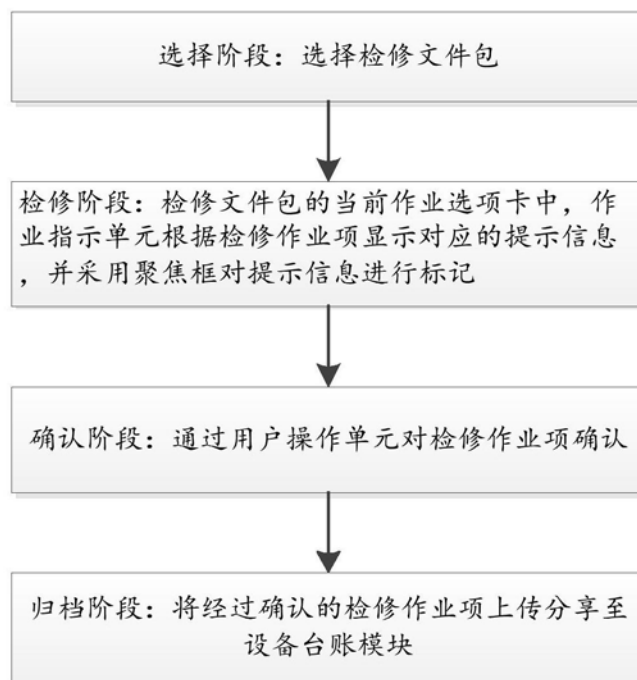 选择阶段：选择检修文件包
检修阶段：检修文件包的当前作业选项卡中，作
业指示单元根据检修作业项显示对应的提示信息
，并采用聚焦框对提示信息进行标记
确认阶段：通过用户操作单元对检修作业项确认
归档阶段：将经过确认的检修作业项上传分享至
设备台账模块